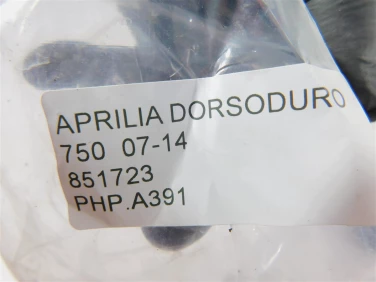 APRILIA DORSODURO
750 07-14
851723
PHP.A391